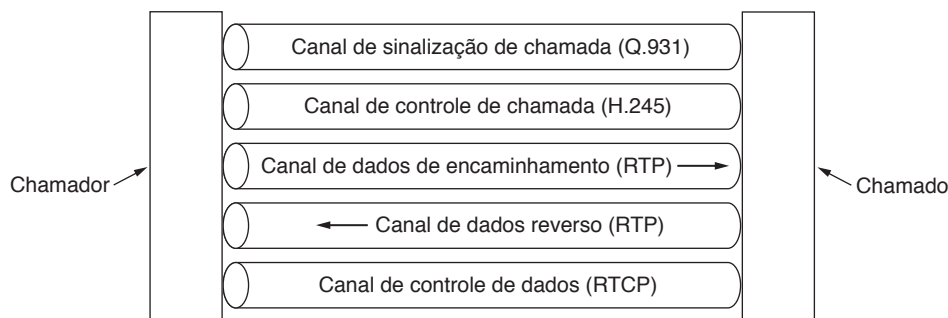 Canal de sinalização de chamada (Q.931)
Canal de controle de chamada (H.245)
Canal de dados de encaminhamento (RTP)
Chamador
Chamado
Canal de dados reverso (RTP)
Canal de controle de dados (RTCP)